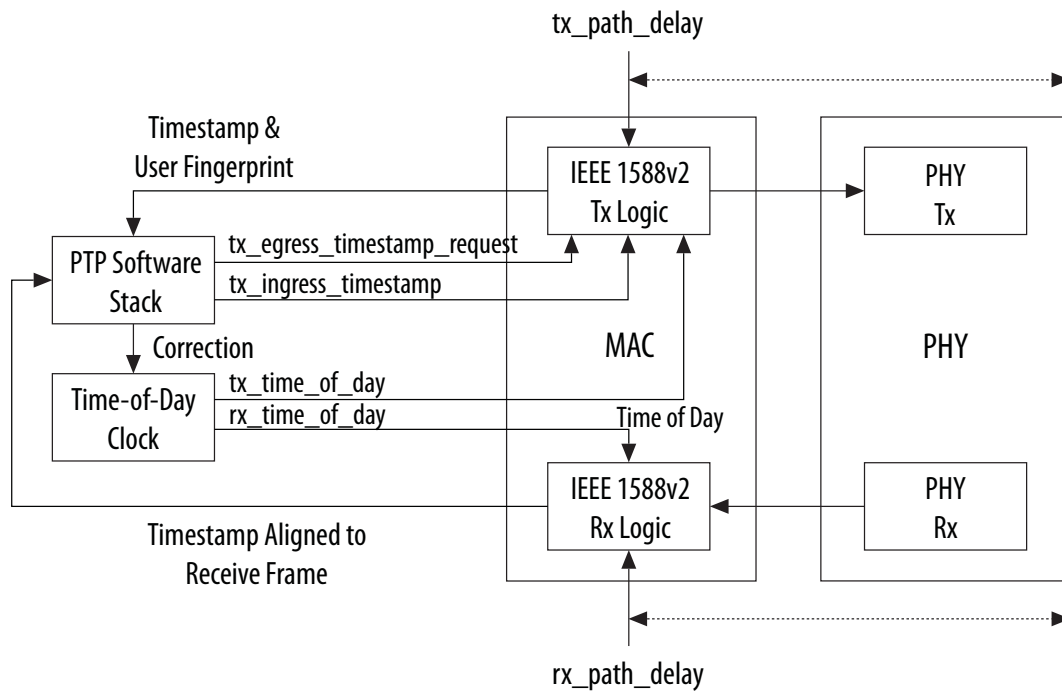 tx_path_delay
Timestamp &
User Fingerprint
IEEE 1588v2
Tx Logic
PHY
Tx
tx_egress_timestamp_request
PTP Software
Stack
tx_ingress_timestamp
Correction
MAC
PHY
tx_time_of_day
Time-of-Day
Clock
rx_time_of_day
Time of Day
IEEE 1588v2
Rx Logic
PHY
Rx
Timestamp Aligned to
Receive Frame
rx_path_delay